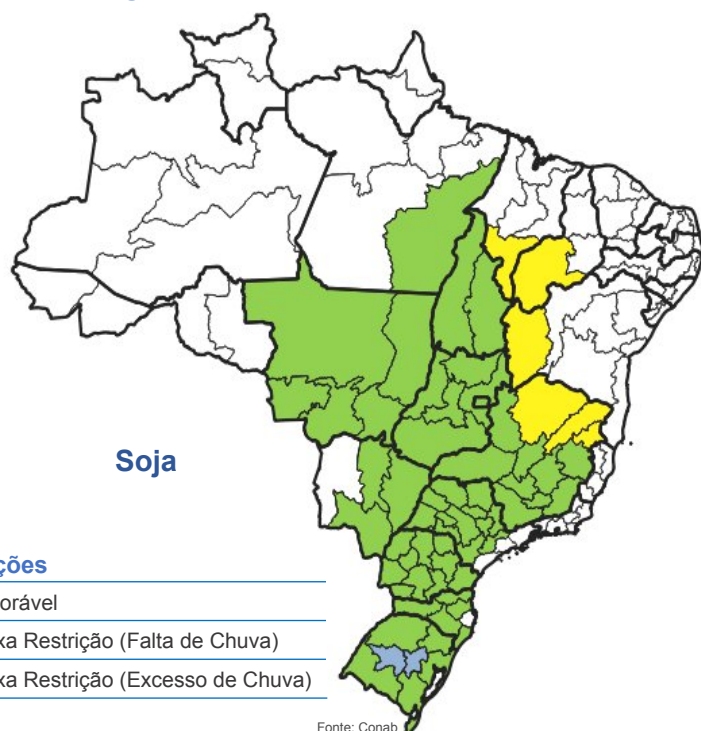 Soja
ções
orável
xa Restrição (Falta de Chuva)
xa Restrição (Excesso de Chuva)
Fonte: Conab